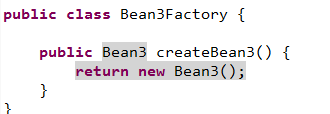 public class Bean3Factory {
public Bean3 createBean3() {
return new Bean3();
}
}